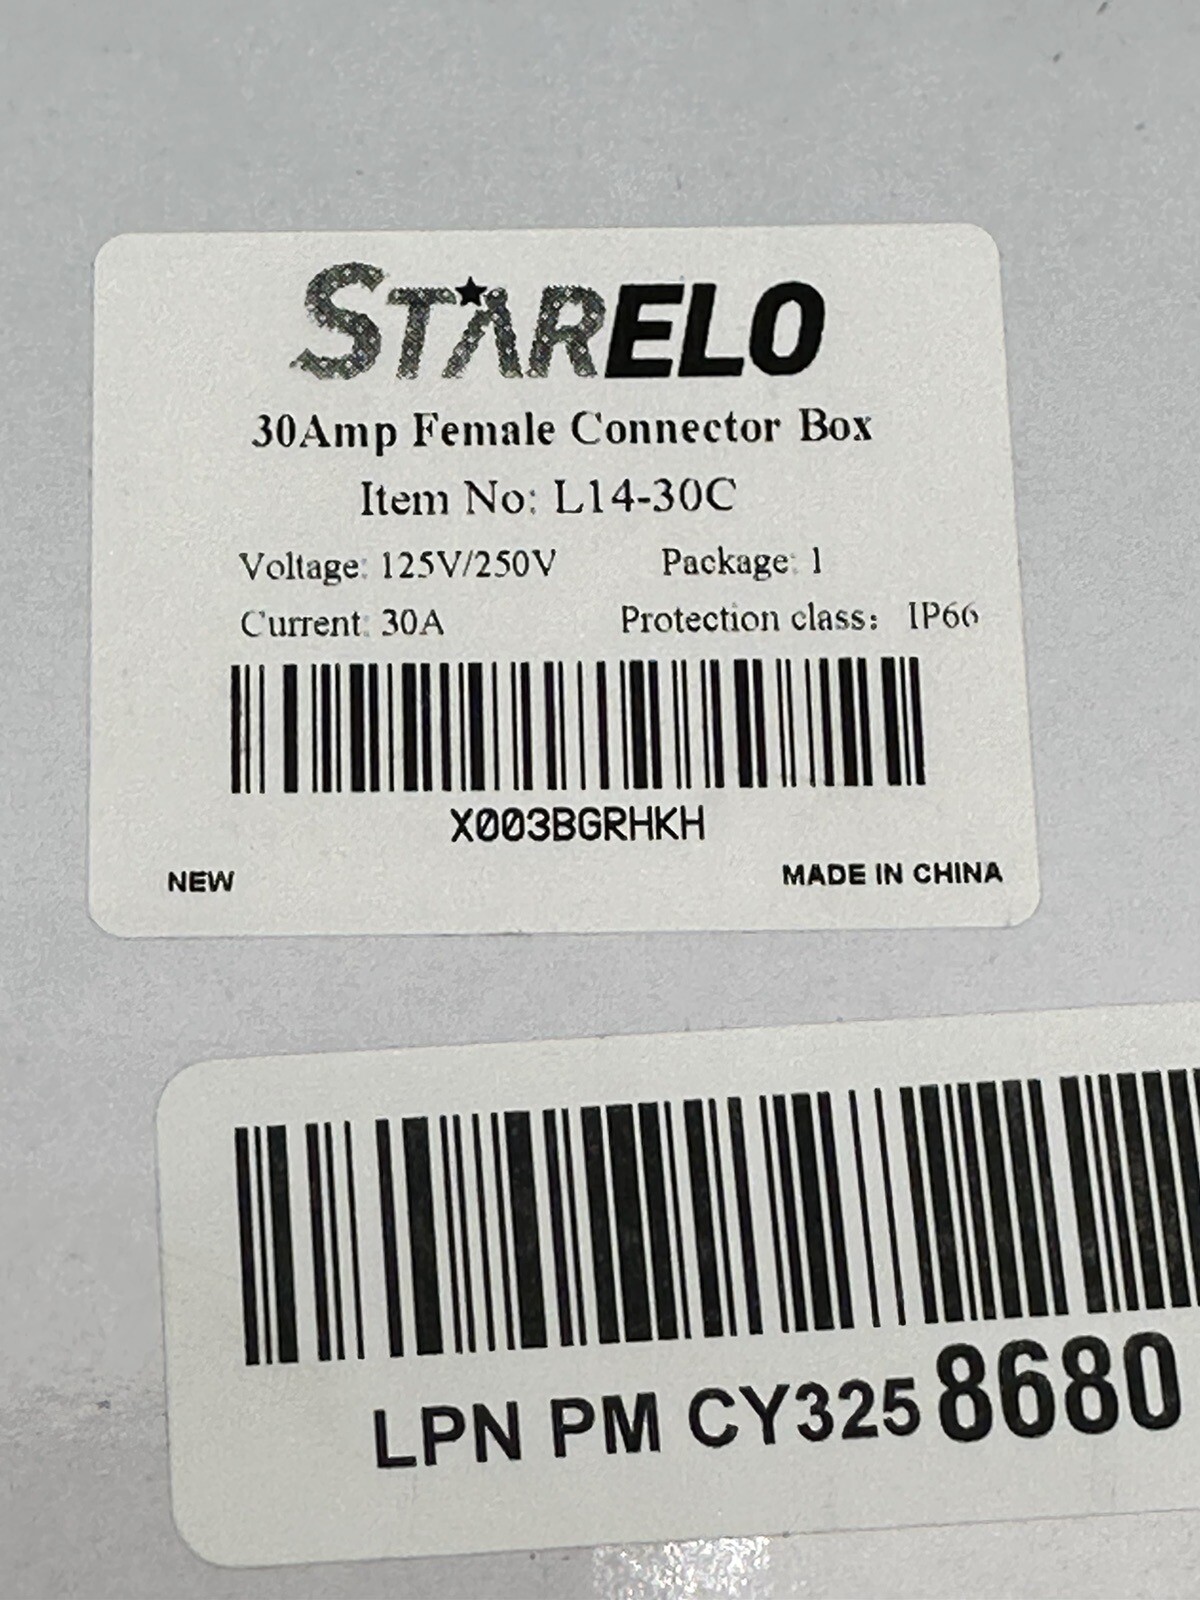 STARELO
30Amp Female Connector Box
Item No: L14-30C
Voltage: 125V/250V Package: 1
Current: 30A Protection class: IP66
X003BGRHKH
NEW MADE IN CHINA
LPN PM CY325 8680